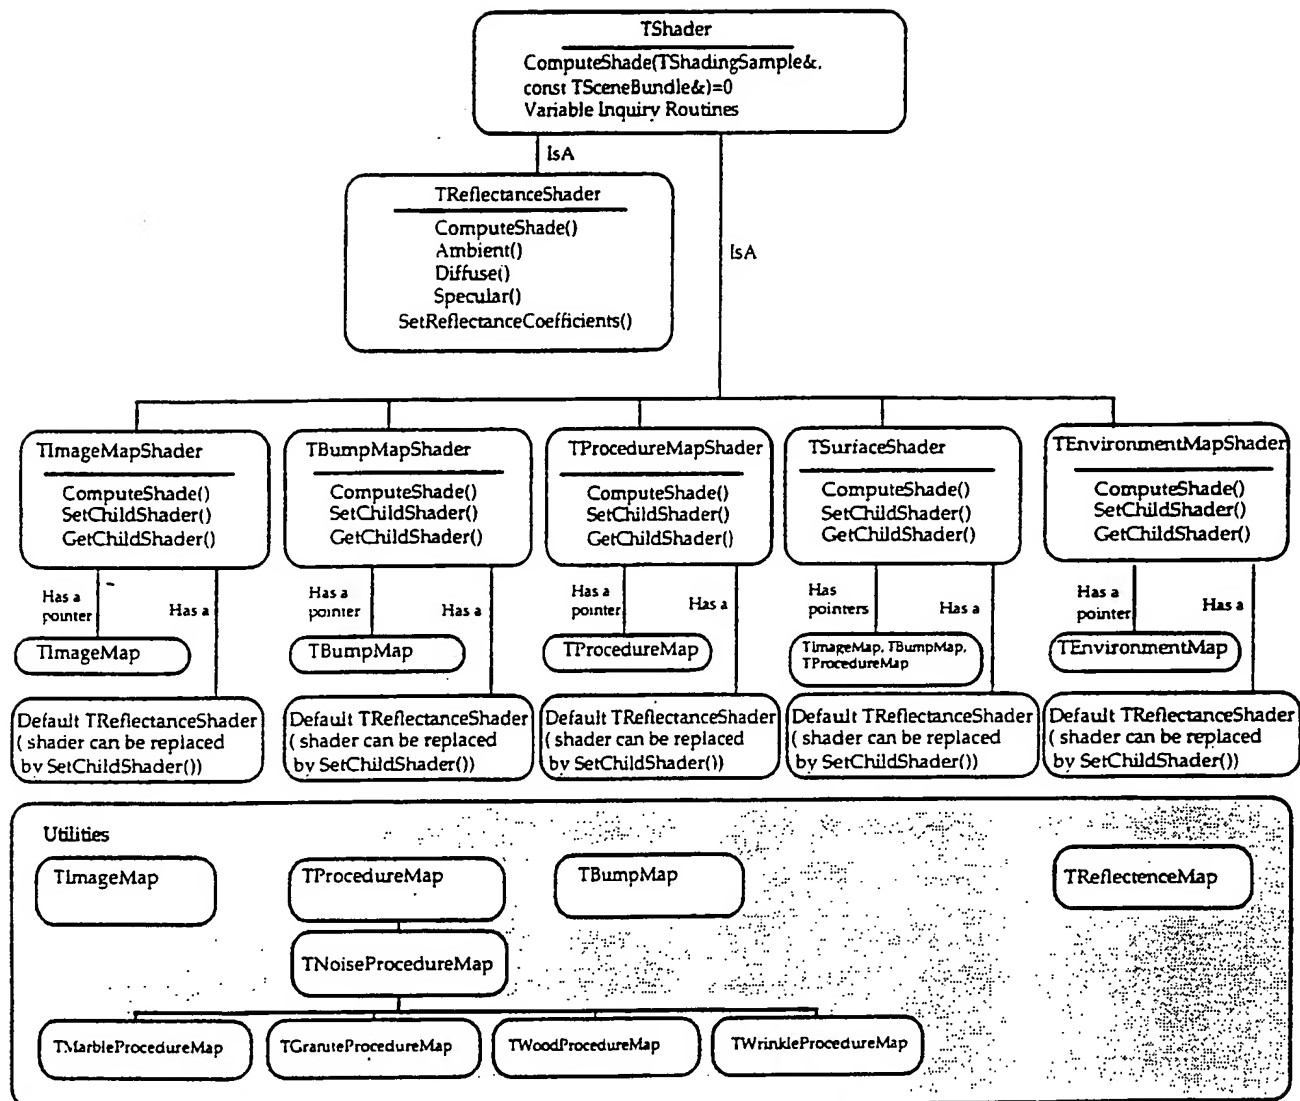 TShader
ComputeShade(TShadingSample&,
const TSceneBundle&)=0
Variable Inquiry Routines
IsA
IsA
TReflectanceShader
ComputeShade()
Ambient()
Diffuse()
Specular()
SetReflectanceCoefficients()
TImageMapShader
ComputeShade()
SetChildShader()
GetChildShader()
TBumpMapShader
ComputeShade()
SetChildShader()
GetChildShader()
TProcedureMapShader
ComputeShade()
SetChildShader()
GetChildShader()
TSurfaceShader
ComputeShade()
SetChildShader()
GetChildShader()
TEnvironmentMapShader
ComputeShade()
SetChildShader()
GetChildShader()
Has a
pointer
Has a
Has a
pointer
Has a
Has a
pointer
Has a
Has
pointers
Has a
Has a
pointer
Has a
TImageMap
TBumpMap
TProcedureMap
TImageMap, TBumpMap,
TProcedureMap
TEnvironmentMap
Default TReflectanceShader
( shader can be replaced
by SetChildShader())
Default TReflectanceShader
( shader can be replaced
by SetChildShader())
Default TReflectanceShader
( shader can be replaced
by SetChildShader())
Default TReflectanceShader
( shader can be replaced
by SetChildShader())
Default TReflectanceShader
( shader can be replaced
by SetChildShader())
Utilities
TImageMap
TProcedureMap
TBumpMap
TReflectenceMap
TNoiseProcedureMap
TMarbleProcedureMap
TGraniteProcedureMap
TWoodProcedureMap
TWrinkleProcedureMap